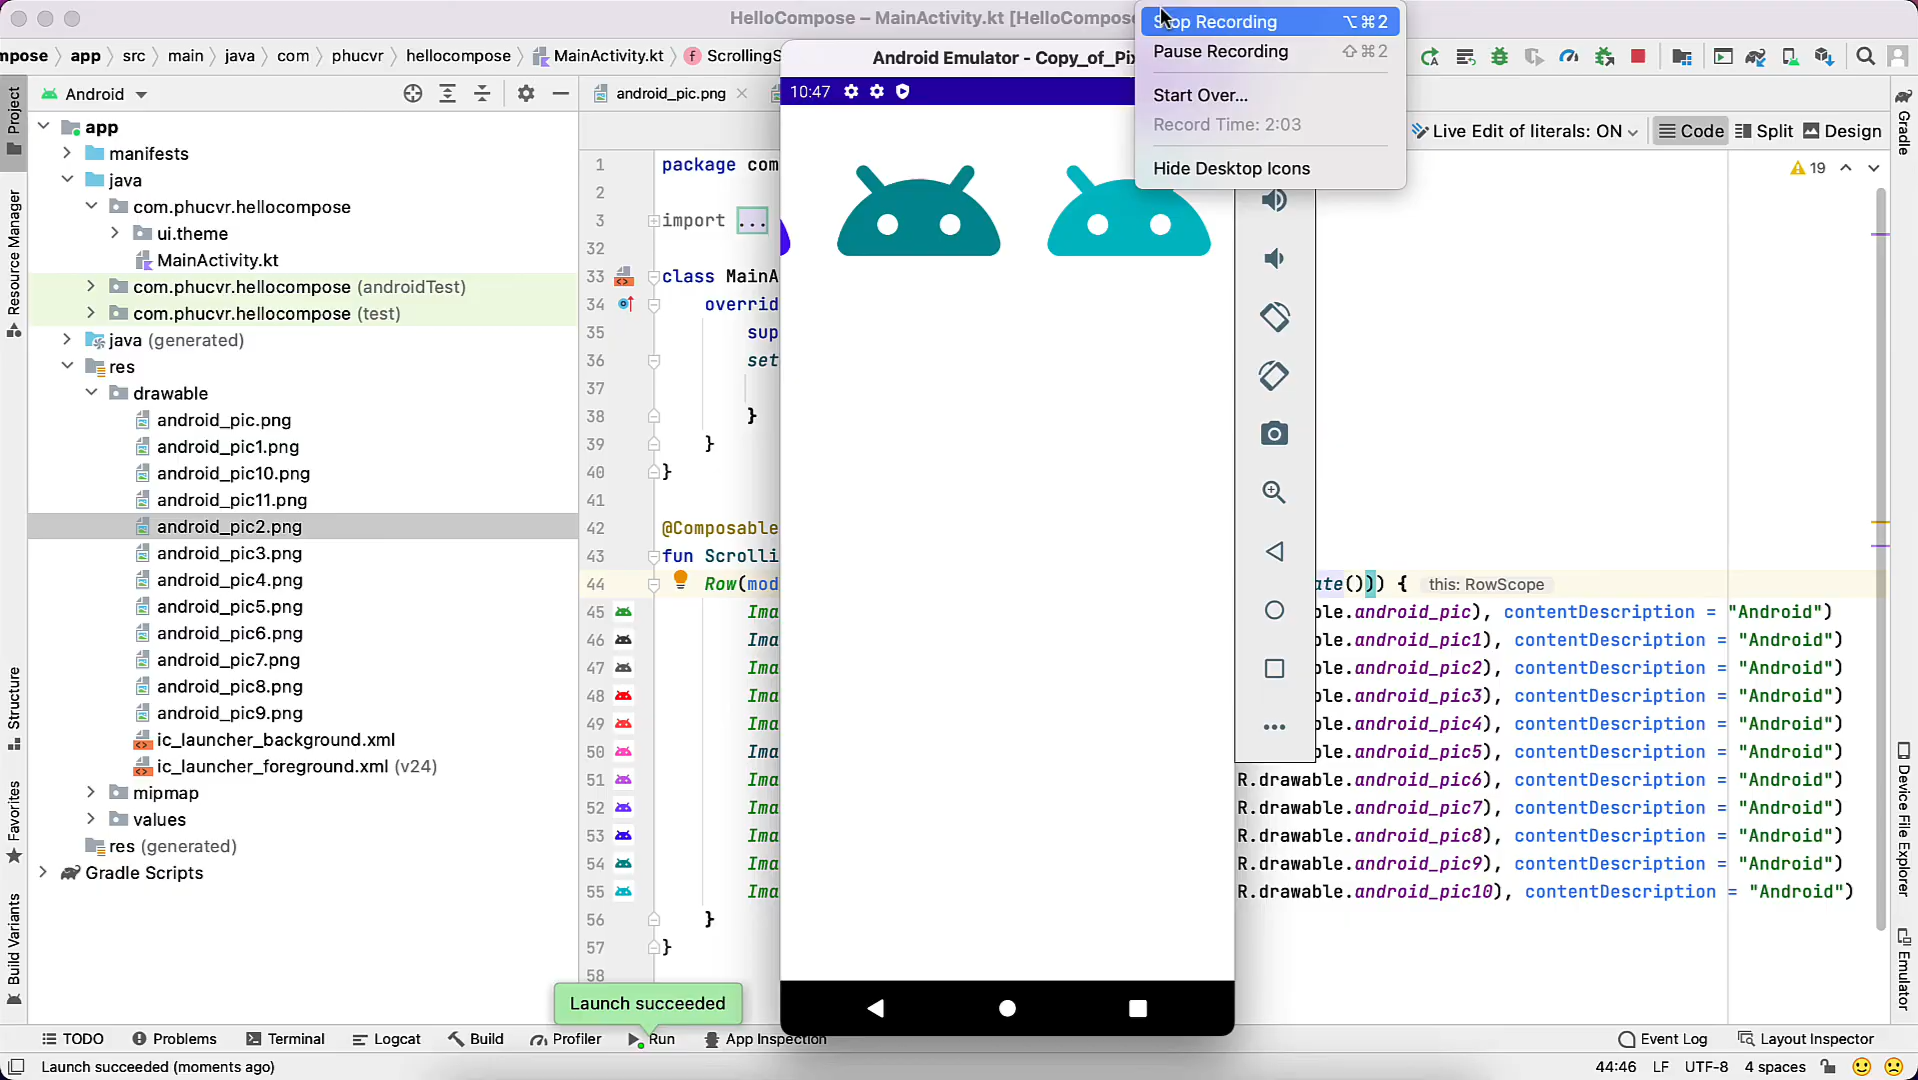 HelloCompose – MainActivity.kt [HelloCompose
Stop Recording ⌥⌘2
Pause Recording ⇧⌘2
Start Over...
Record Time: 2:03
Hide Desktop Icons
mpose app src main java com phucvr hellocompose MainActivity.kt ScrollingS
Android Emulator - Copy_of_Pix
Android
android_pic.png
10:47
Live Edit of literals: ON
Code
Split
Design
19
Project
Resource Manager
Structure
Favorites
Build Variants
app
manifests
java
com.phucvr.hellocompose
ui.theme
MainActivity.kt
com.phucvr.hellocompose (androidTest)
com.phucvr.hellocompose (test)
java (generated)
res
drawable
android_pic.png
android_pic1.png
android_pic10.png
android_pic11.png
android_pic2.png
android_pic3.png
android_pic4.png
android_pic5.png
android_pic6.png
android_pic7.png
android_pic8.png
android_pic9.png
ic_launcher_background.xml
ic_launcher_foreground.xml (v24)
mipmap
values
res (generated)
Gradle Scripts
1 package com
2
3 import ...
32
33 class MainA
34 overrid
35 sup
36 set
37
38 }
39 }
40 }
41
42 @Composable
43 fun Scrolli
44 Row(mod ate())) { this: RowScope
45 Ima ble.android_pic), contentDescription = "Android")
46 Ima ble.android_pic1), contentDescription = "Android")
47 Ima ble.android_pic2), contentDescription = "Android")
48 Ima ble.android_pic3), contentDescription = "Android")
49 Ima ble.android_pic4), contentDescription = "Android")
50 Ima ble.android_pic5), contentDescription = "Android")
51 Ima R.drawable.android_pic6), contentDescription = "Android")
52 Ima R.drawable.android_pic7), contentDescription = "Android")
53 Ima R.drawable.android_pic8), contentDescription = "Android")
54 Ima R.drawable.android_pic9), contentDescription = "Android")
55 Ima R.drawable.android_pic10), contentDescription = "Android")
56 }
57 }
58
Gradle
Device File Explorer
Emulator
Launch succeeded
TODO
Problems
Terminal
Logcat
Build
Profiler
Run
App Inspection
Event Log
Layout Inspector
Launch succeeded (moments ago)
44:46 LF UTF-8 4 spaces